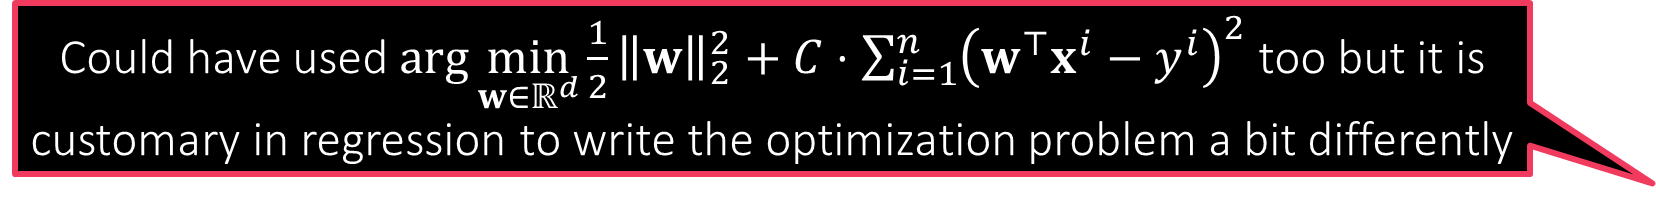 Could have used arg min_{𝐰∈ℝ^d} 1/2 ‖𝐰‖₂² + C · ∑_{i=1}^{n} (𝐰^⊤𝐱^i − y^i)² too but it is
customary in regression to write the optimization problem a bit differently